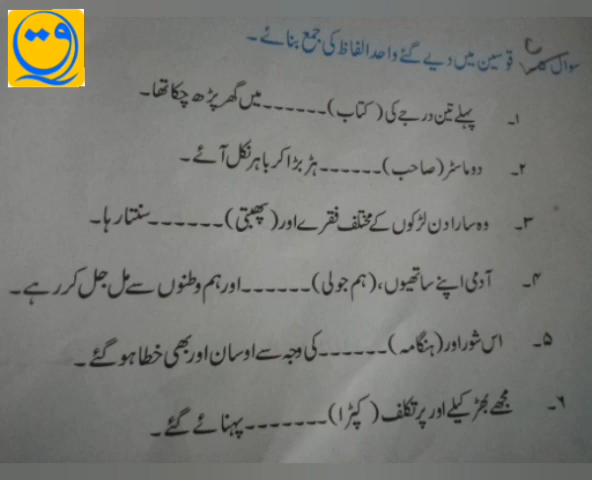 سوال قوسین میں دیے گئے واحد الفاظ کی جمع بنائے۔
۱۔ پہلے تین درجے کی (کتاب)------میں گھر پڑھ چکا تھا۔
۲۔ دو ماسٹر (صاحب)------ہڑبڑا کر باہر نکل آئے۔
۳۔ وہ سارا دن لڑکوں کے مختلف فقرے اور (پھبتی)------سنتا رہا۔
۴۔ آدمی اپنے ساتھیوں، (ہم جولی)------اور ہم وطنوں سے مل جل کر رہے۔
۵۔ اس شور اور (ہنگامہ)------کی وجہ سے اوسان اور بھی خطا ہو گئے۔
۶۔ مجھے بھڑکیلے اور پر تکلف (کپڑا)-------پہنائے گئے۔